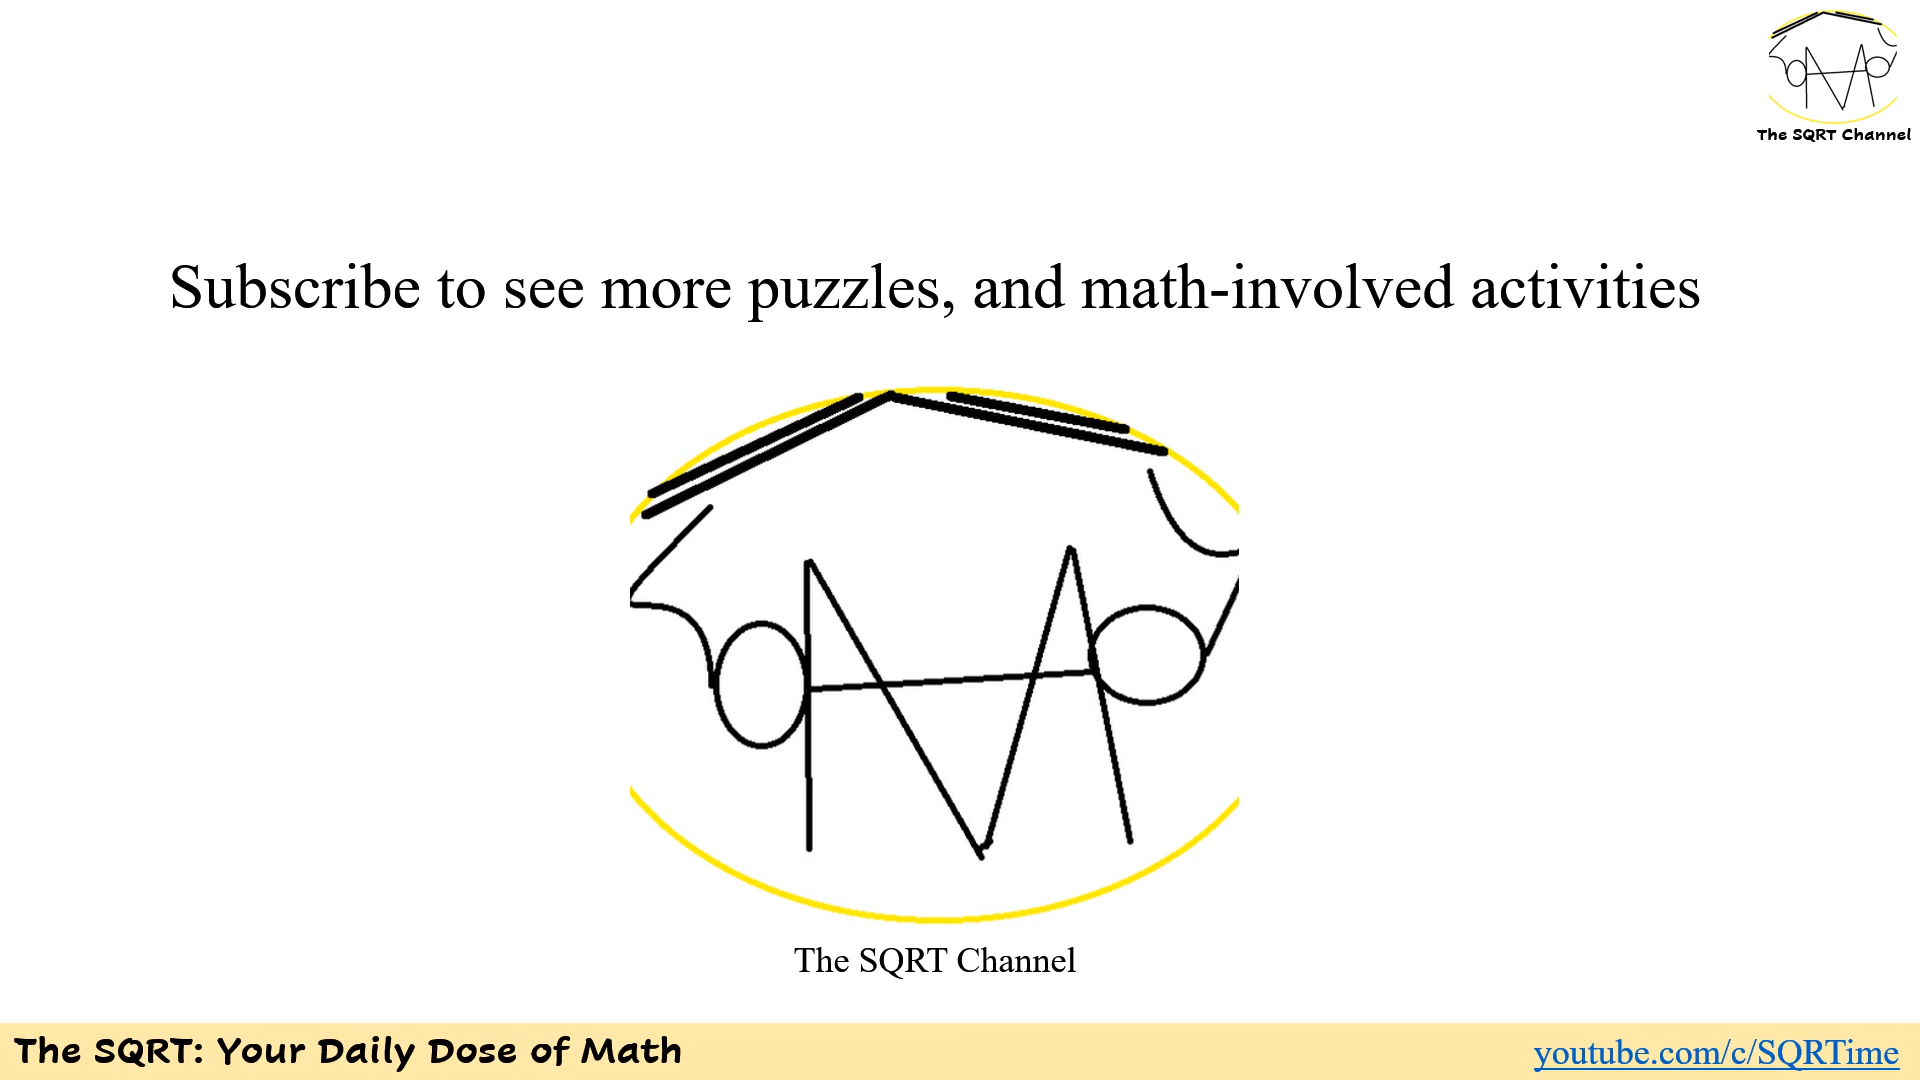 The SQRT Channel
Subscribe to see more puzzles, and math-involved activities
The SQRT Channel
The SQRT: Your Daily Dose of Math
youtube.com/c/SQRTime